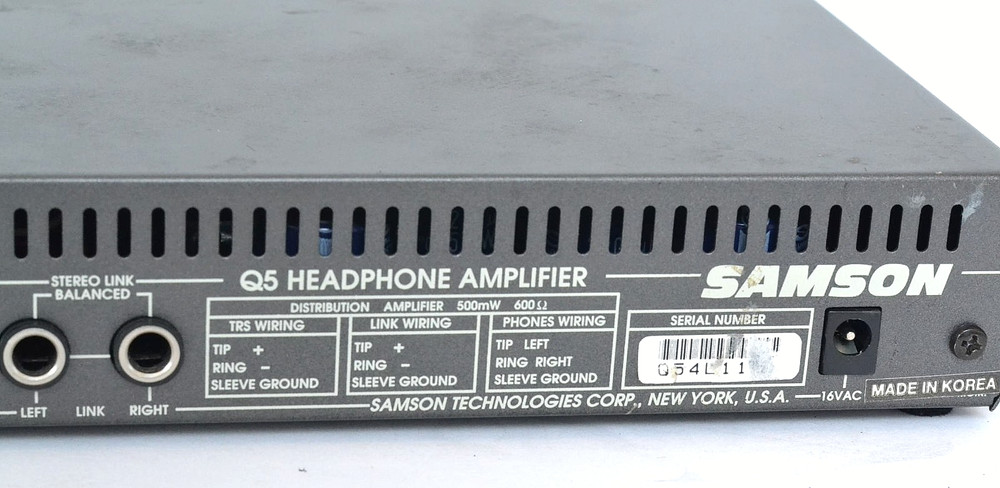 STEREO LINK
BALANCED
Q5 HEADPHONE AMPLIFIER
SAMSON
DISTRIBUTION AMPLIFIER 500mW 600Ω
TRS WIRING
TIP +
RING −
SLEEVE GROUND
LINK WIRING
TIP +
RING −
SLEEVE GROUND
PHONES WIRING
TIP LEFT
RING RIGHT
SLEEVE GROUND
SERIAL NUMBER
Q54L11
16VAC
MADE IN KOREA
LEFT LINK RIGHT
SAMSON TECHNOLOGIES CORP., NEW YORK, U.S.A.